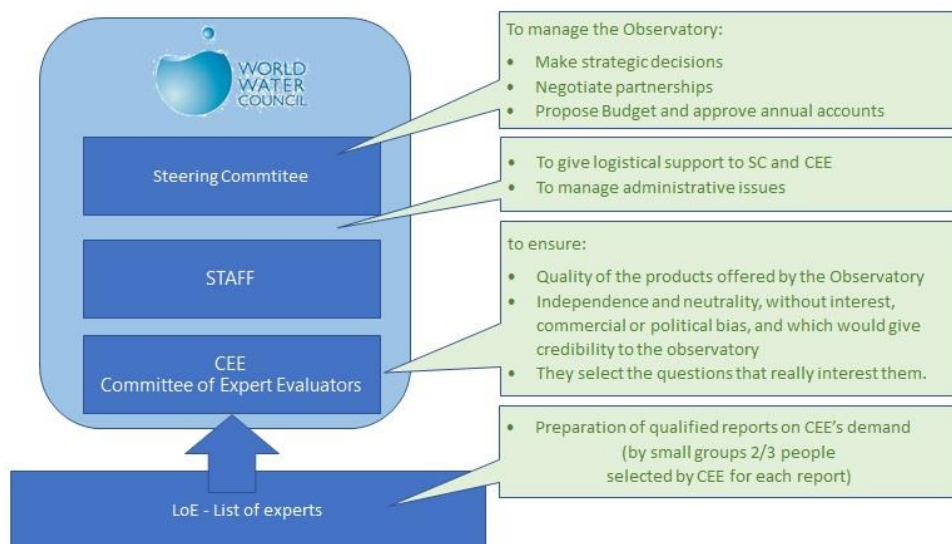 WORLD
WATER
COUNCIL
Steering Commtitee
STAFF
CEE
Committee of Expert Evaluators
LoE - List of experts
To manage the Observatory:
• Make strategic decisions
• Negotiate partnerships
• Propose Budget and approve annual accounts
• To give logistical support to SC and CEE
• To manage administrative issues
to ensure:
• Quality of the products offered by the Observatory
• Independence and neutrality, without interest,
commercial or political bias, and which would give
credibility to the observatory
• They select the questions that really interest them.
• Preparation of qualified reports on CEE's demand
(by small groups 2/3 people
selected by CEE for each report)